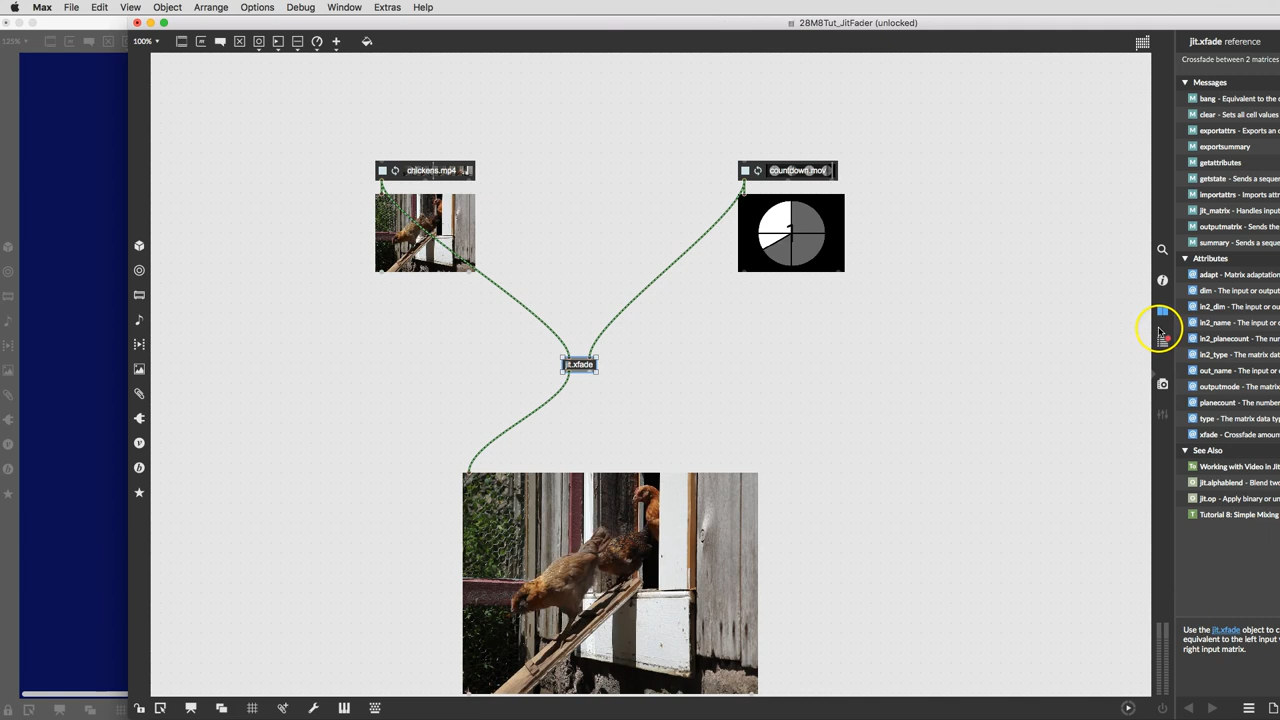 Max File Edit View Object Arrange Options Debug Window Extras Help
28M8Tut_JitFader (unlocked)
125%
100%
jit.xfade reference
Crossfade between 2 matrices
Messages
bang - Equivalent to the
clear - Sets all cell values
exportattrs - Exports an
exportsummary
getattributes
getstate - Sends a seque
importattrs - Imports att
jit_matrix - Handles input
outputmatrix - Sends the
summary - Sends a seque
Attributes
adapt - Matrix adaptation
dim - The input or output
in2_dim - The input or ou
in2_name - The input or
in2_planecount - The nu
in2_type - The matrix dat
out_name - The input or
outputmode - The matrix
planecount - The number
type - The matrix data ty
xfade - Crossfade amoun
See Also
Working with Video in Jit
jit.alphablend - Blend two
jit.op - Apply binary or un
Tutorial 8: Simple Mixing
Use the jit.xfade object to c
equivalent to the left input
right input matrix.
chickens.mp4
countdown.mov
jit.xfade